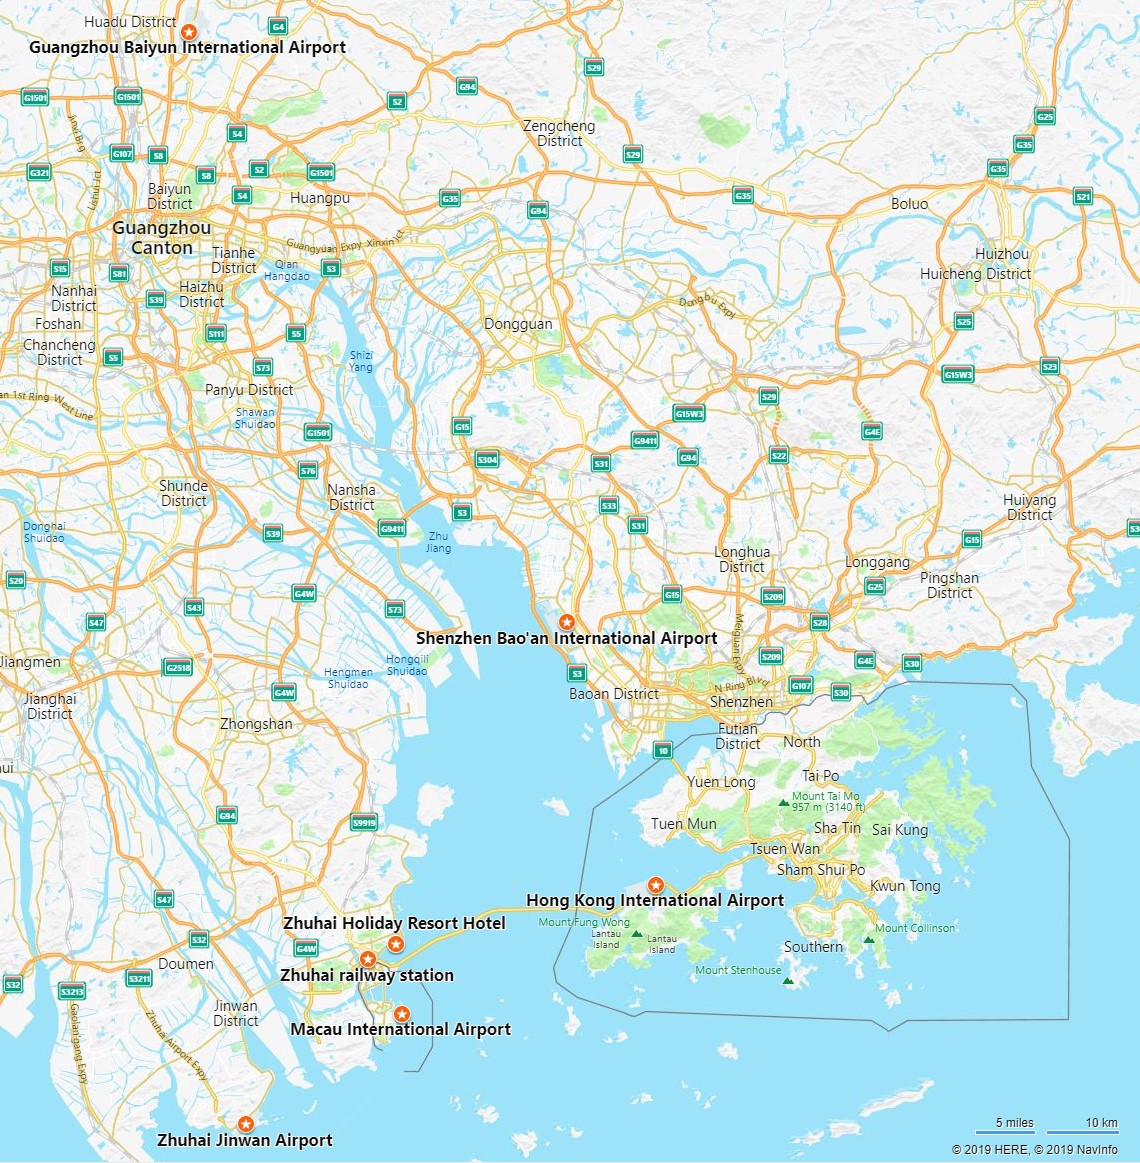 Huadu District
G4
Guangzhou Baiyun International Airport
S29
G94
G1501
G1501
S2
G25
Jinxi Brg
S4
Zengcheng
District
G35
G107
S8
S29
S2
G35
G321
S8
G1501
Lishui Jct
Baiyun
District
S4
Huangpu
G35
G35
S21
G94
Boluo
Guangzhou
Canton
Guangyuan Expy
Xinxin Jct
Tianhe
District
Huizhou
S15
S81
Qian
Hangdao
S3
Huicheng District
Nanhai
District
S39
Haizhu
District
Dongbu Expy
Foshan
Dongguan
S25
S111
S5
Chancheng
District
S5
Shizi
Yang
S73
G15W3
S23
Panyu District
an 1st Ring West Line
S29
Shawan
Shuidao
G15W3
G15
G1501
G9411
G4E
S304
S31
G94
S22
S76
Shunde
District
Nansha
District
Huiyang
District
S33
S3
Donghai
Shuidao
S39
G9411
S31
Zhu
Jiang
G15
Longhua
District
Longgang
S20
G4W
G15
S209
G25
Pingshan
District
S43
S73
S47
S28
Shenzhen Bao'an International Airport
Meiguan Expy
Jiangmen
G2518
Hengmen
Shuidao
Hongqili
Shuidao
S3
S209
G4E
S30
Jianghai
District
G4W
Baoan District
N Ring Blvd
G107
S30
Shenzhen
Zhongshan
Futian
District
North
10
Yuen Long
Tai Po
Mount Tai Mo
957 m (3140 ft)
G94
S9919
Tuen Mun
Sha Tin
Sai Kung
Tsuen Wan
Sham Shui Po
Kwun Tong
S47
Hong Kong International Airport
Zhuhai Holiday Resort Hotel
Mount Fung Wong
Mount Collinson
S32
G4W
Lantau
Island
Lantau
Island
Southern
Doumen
Zhuhai railway station
Mount Stenhouse
S32
S3213
S3211
Jinwan
District
Gaolan'gang Expy
Zhuhai Airport Expy
Macau International Airport
Zhuhai Jinwan Airport
5 miles
10 km
© 2019 HERE, © 2019 NavInfo